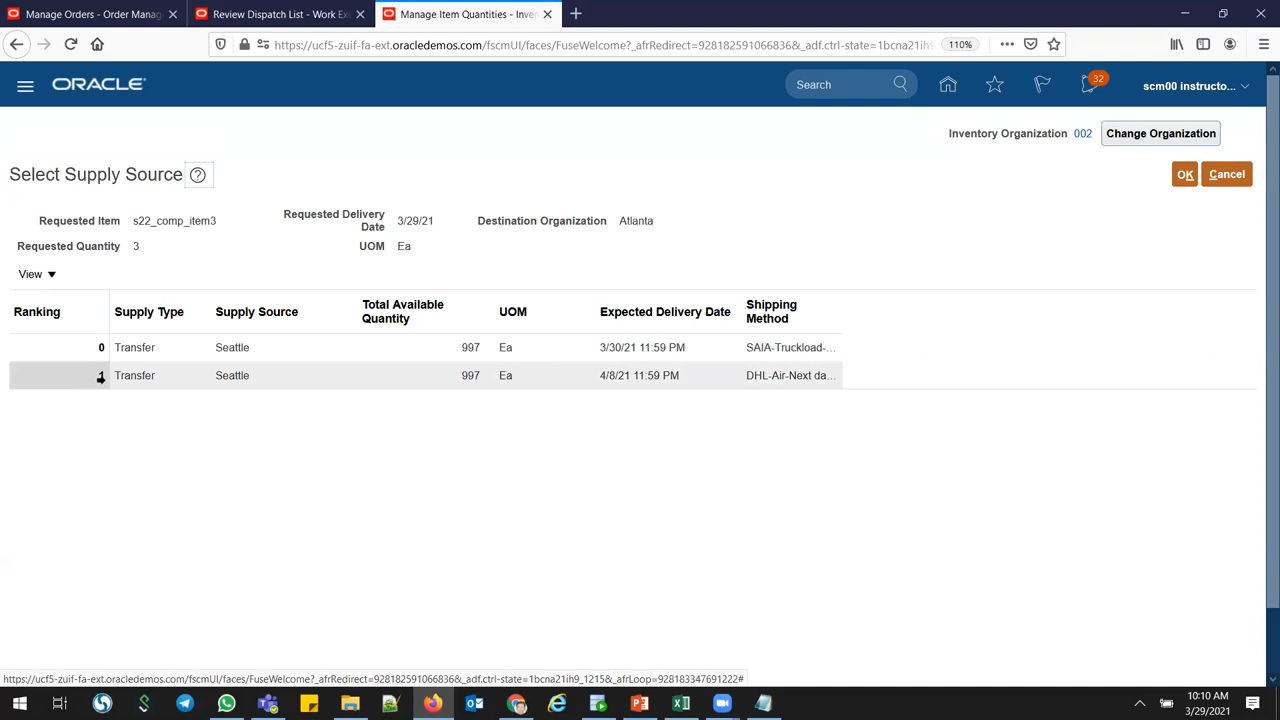 Manage Orders - Order Manag
Review Dispatch List - Work Ex
Manage Item Quantities - Inve
https://ucf5-zuif-fa-ext.oracledemos.com/fscmUI/faces/FuseWelcome?_afrRedirect=9281825910666836&_adf.ctrl-state=1bcna21ih9
110%
ORACLE
Search
32
scm00 instructo...
Inventory Organization 002 Change Organization
Select Supply Source ?
OK Cancel
Requested Item s22_comp_item3
Requested Delivery Date 3/29/21
Destination Organization Atlanta
Requested Quantity 3
UOM Ea
View
Ranking Supply Type Supply Source Total Available Quantity UOM Expected Delivery Date Shipping Method
0 Transfer Seattle 997 Ea 3/30/21 11:59 PM SAIA-Truckload-...
1 Transfer Seattle 997 Ea 4/8/21 11:59 PM DHL-Air-Next da...
https://ucf5-zuif-fa-ext.oracledemos.com/fscmUI/faces/FuseWelcome?_afrRedirect=9281825910666836&_adf.ctrl-state=1bcna21ih9_1215&_afrLoop=928183347691222#
10:10 AM
3/29/2021